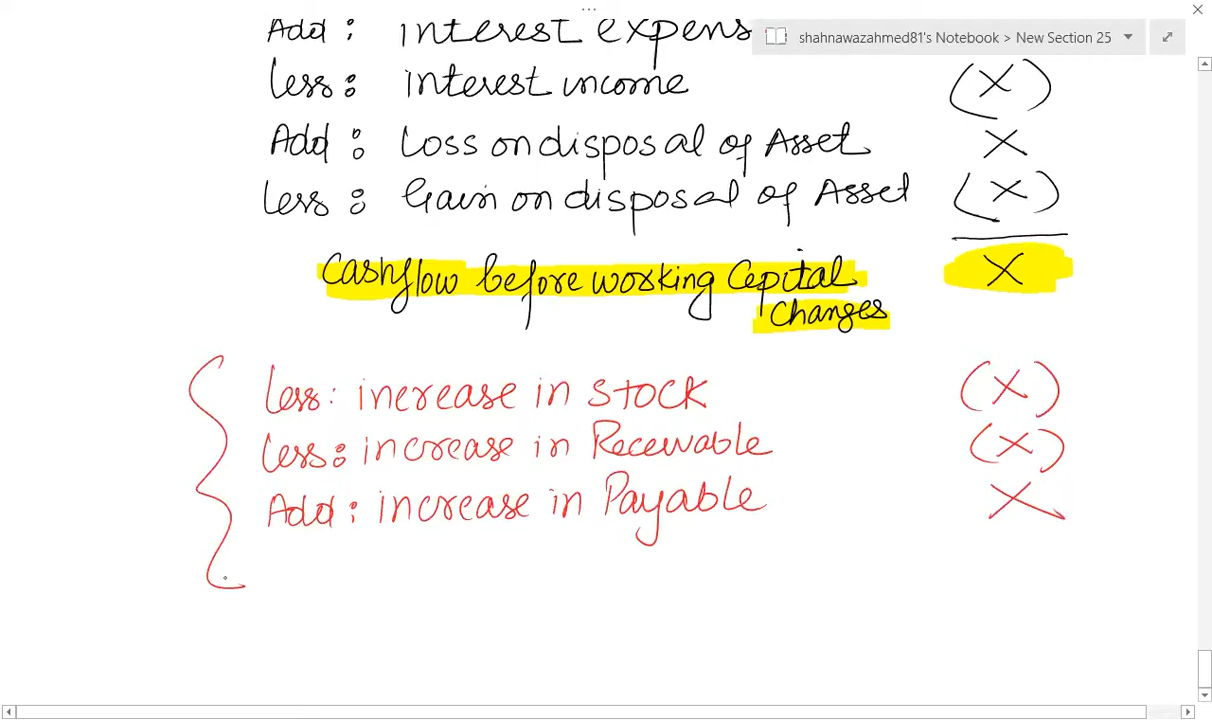 Add : interest expens
shahnawazahmed81's Notebook > New Section 25
less : interest income (X)
Add : Loss on disposal of Asset X
less : Gain on disposal of Asset (X)
Cashflow before working Cepital X
Changes
less: increase in STOCK (X)
less: increase in Receivable (X)
Add: increase in Payable X